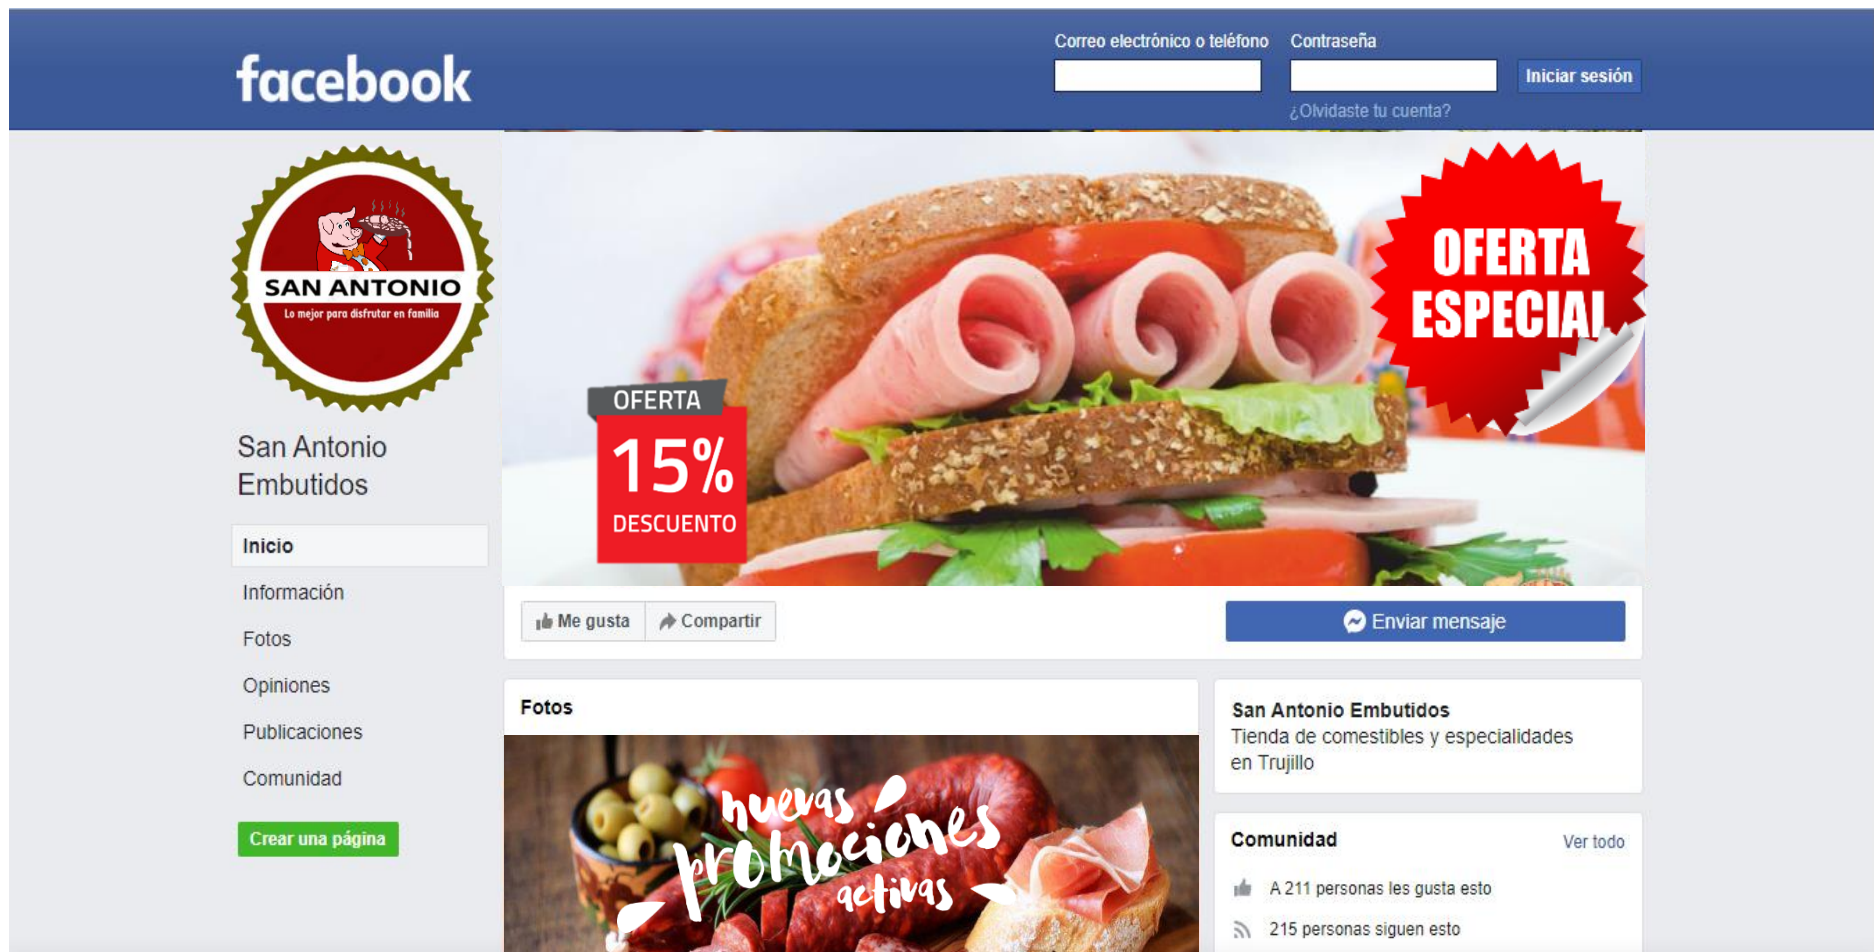 facebook
Correo electrónico o teléfono
Contraseña
Iniciar sesión
¿Olvidaste tu cuenta?
SAN ANTONIO
Lo mejor para disfrutar en familia
San Antonio
Embutidos
Inicio
Información
Fotos
Opiniones
Publicaciones
Comunidad
Crear una página
OFERTA
ESPECIAL
OFERTA
15%
DESCUENTO
Me gusta
Compartir
Enviar mensaje
Fotos
nuevas
promociones
activas
San Antonio Embutidos
Tienda de comestibles y especialidades
en Trujillo
Comunidad
Ver todo
A 211 personas les gusta esto
215 personas siguen esto